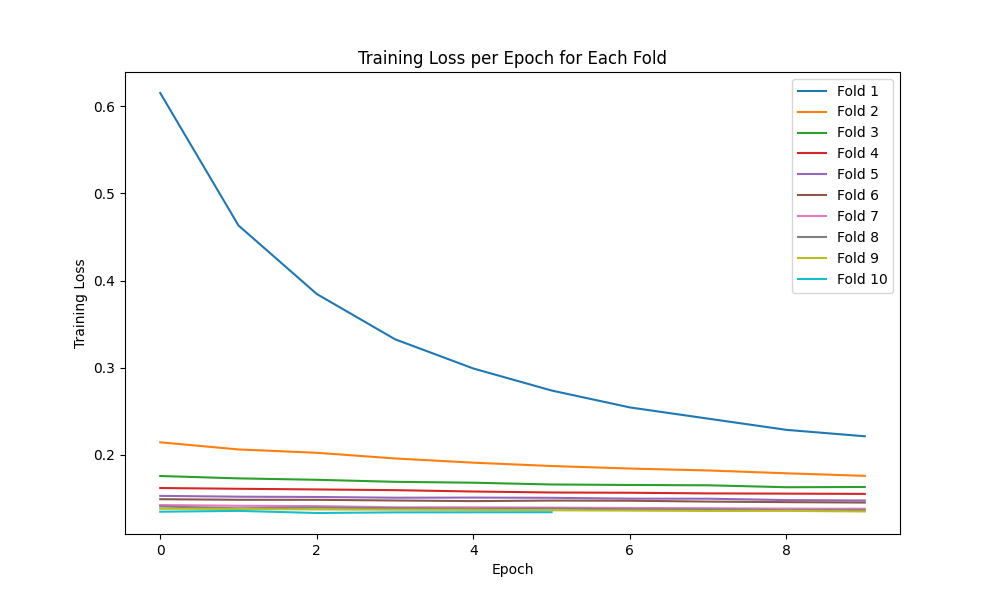 Training Loss per Epoch for Each Fold
Training Loss
0.6
0.5
0.4
0.3
0.2
Fold 1
Fold 2
Fold 3
Fold 4
Fold 5
Fold 6
Fold 7
Fold 8
Fold 9
Fold 10
0 2 4 6 8
Epoch